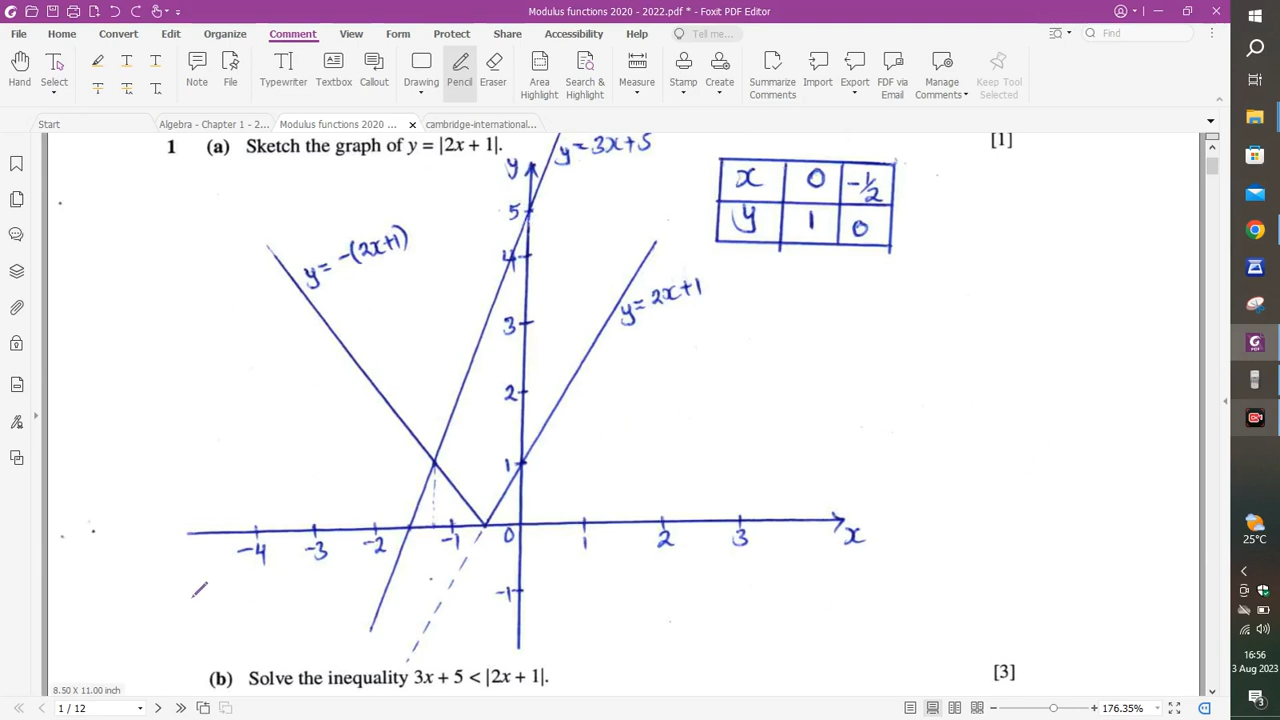 Modulus functions 2020 - 2022.pdf * - Foxit PDF Editor
File Home Convert Edit Organize Comment View Form Protect Share Accessibility Help Tell me... Find
Hand Select Note File Typewriter Textbox Callout Drawing Pencil Eraser Area Highlight Search & Highlight Measure Stamp Create Summarize Comments Import Export PDF via Email Manage Comments Keep Tool Selected
Start Algebra - Chapter 1 - 2... Modulus functions 2020 ... cambridge-international...
1 (a) Sketch the graph of y = |2x + 1|. [1]
y = 3x + 5
y
x 0 -1/2
y 1 0
5
y = -(2x+1)
4
y = 2x+1
3
2
1
-4 -3 -2 -1 0 1 2 3 x
-1
(b) Solve the inequality 3x + 5 < |2x + 1|. [3]
8.50 X 11.00 inch
1 / 12 176.35%
25°C
16:56
3 Aug 2023
3